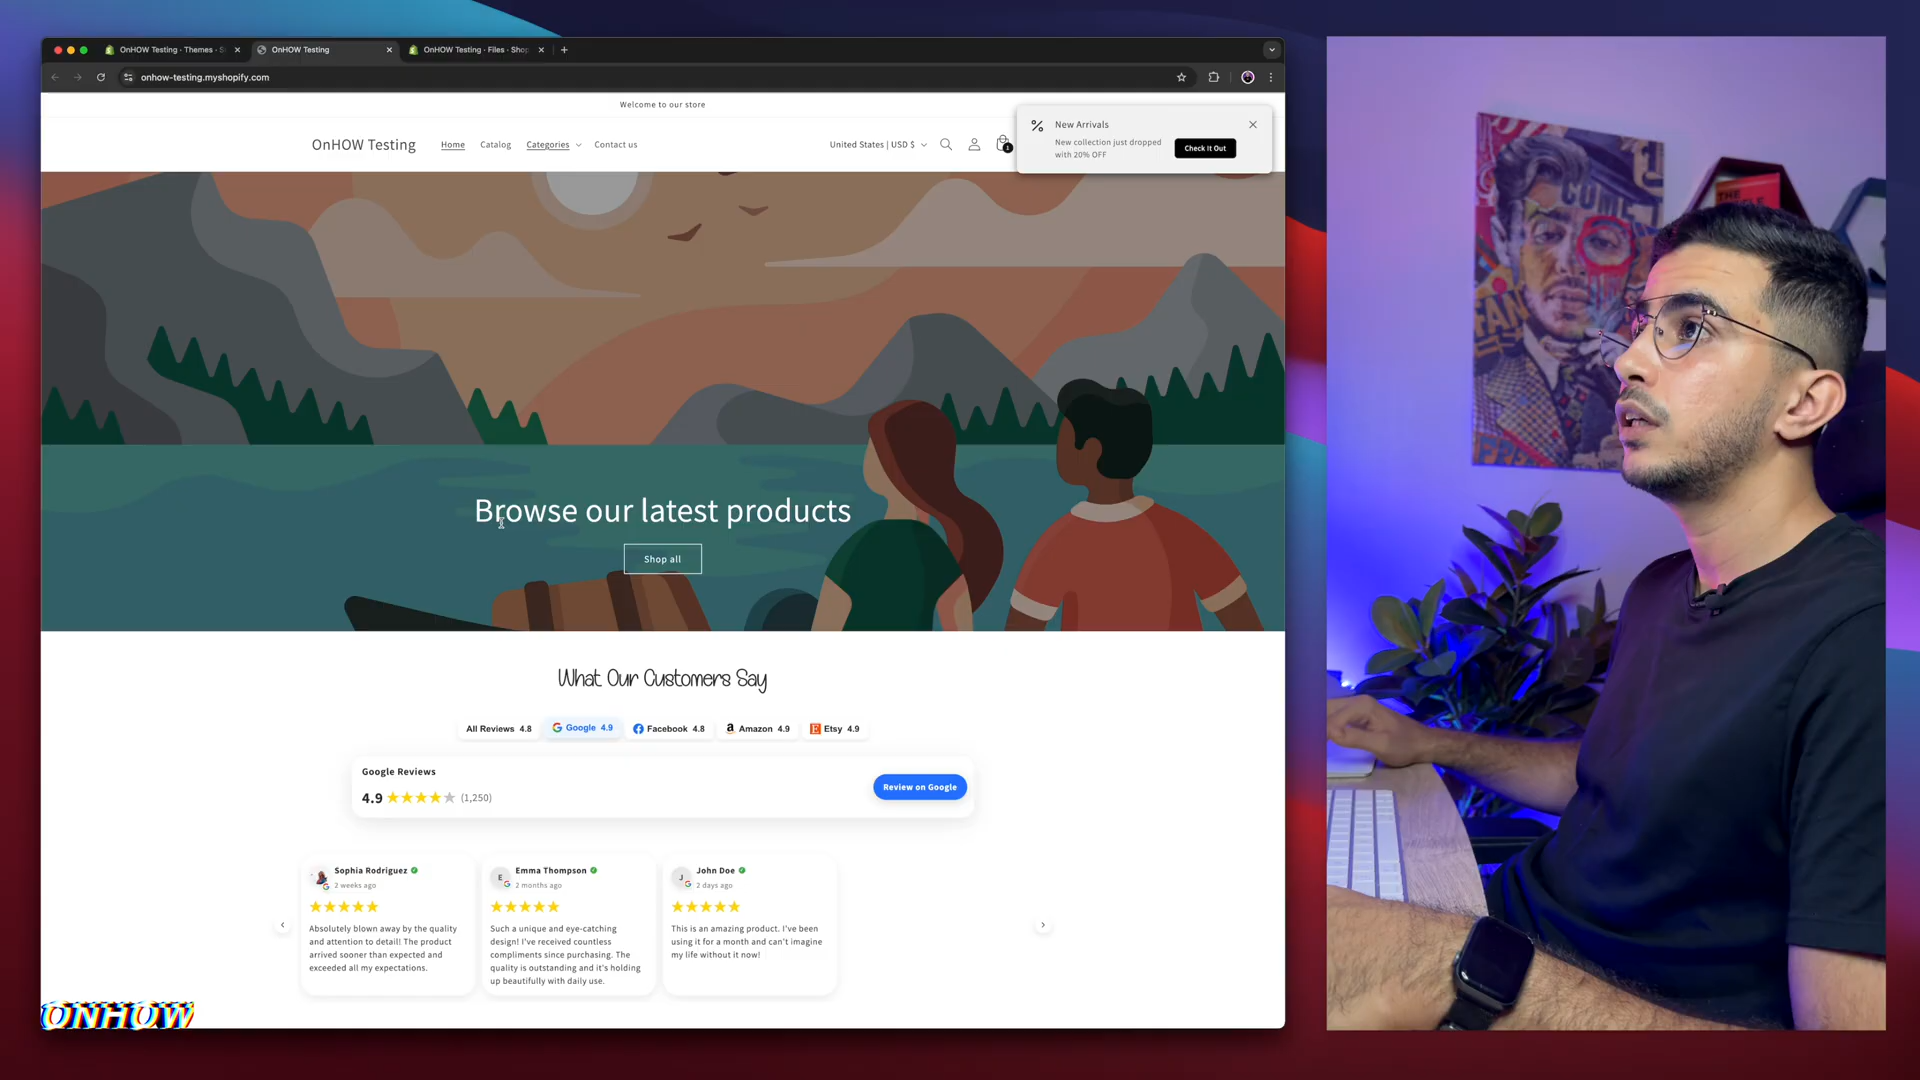 OnHOW Testing · Themes · S
OnHOW Testing
OnHOW Testing · Files · Shop
onhow-testing.myshopify.com
Welcome to our store
OnHOW Testing
Home
Catalog
Categories
Contact us
United States | USD $
1
New Arrivals
New collection just dropped
with 20% OFF
Check It Out
Browse our latest products
Shop all
What Our Customers Say
All Reviews 4.8
Google 4.9
Facebook 4.8
Amazon 4.9
Etsy 4.9
Google Reviews
4.9 ★★★★★ (1,250)
Review on Google
Sophia Rodriguez
2 weeks ago
★★★★★
Absolutely blown away by the quality
and attention to detail! The product
arrived sooner than expected and
exceeded all my expectations.
E
Emma Thompson
2 months ago
★★★★★
Such a unique and eye-catching
design! I've received countless
compliments since purchasing. The
quality is outstanding and it's holding
up beautifully with daily use.
J
John Doe
2 days ago
★★★★★
This is an amazing product. I've been
using it for a month and can't imagine
my life without it now!
ONHOW
COME
FAN
THE